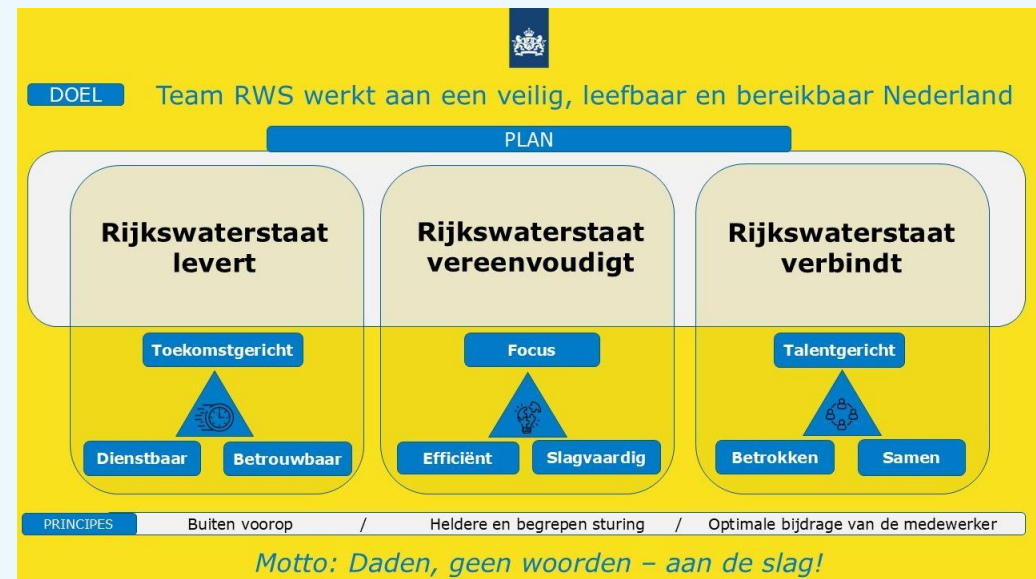 DOEL
Team RWS werkt aan een veilig, leefbaar en bereikbaar Nederland
PLAN
Rijkswaterstaat
levert
Rijkswaterstaat
vereenvoudigt
Rijkswaterstaat
verbindt
Toekomstgericht
Dienstbaar
Betrouwbaar
Focus
Efficiënt
Slagvaardig
Talentgericht
Betrokken
Samen
PRINCIPES
Buiten voorop / Heldere en begrepen sturing / Optimale bijdrage van de medewerker
Motto: Daden, geen woorden – aan de slag!